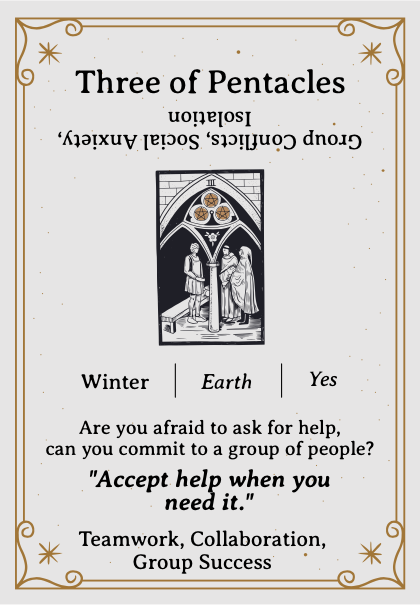 Three of Pentacles
Group Conflicts, Social Anxiety,
Isolation
III
Winter
Earth
Yes
Are you afraid to ask for help,
can you commit to a group of people?
"Accept help when you
need it."
Teamwork, Collaboration,
Group Success